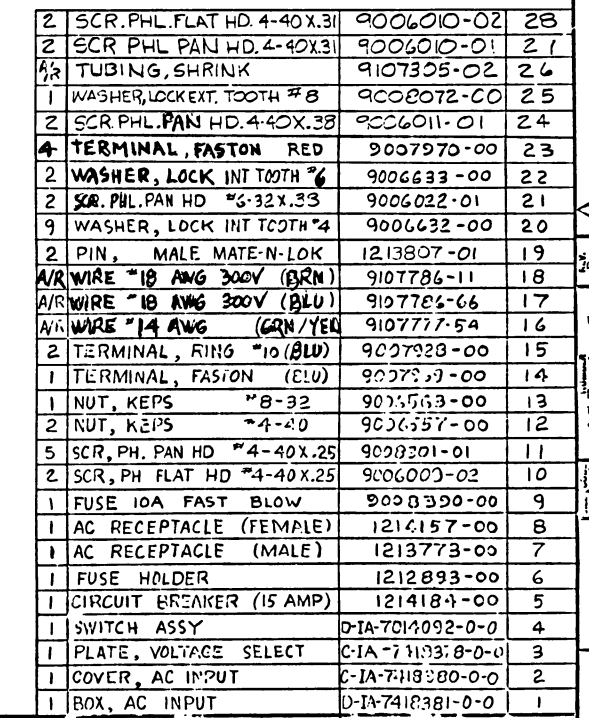 2 SCR. PHL. FLAT HD. 4-40 X.31 9006010-02 28
2 SCR PHL PAN HD. 4-40X.31 9006010-01 27
A/R TUBING, SHRINK 9107305-02 26
1 WASHER, LOCK EXT. TOOTH #8 9008072-00 25
2 SCR. PHL. PAN HD. 4-40X.38 9006011-01 24
4 TERMINAL, FASTON RED 9007970-00 23
2 WASHER, LOCK INT TOOTH #6 9006633-00 22
2 SCR. PHL. PAN HD #6-32X.33 9006022-01 21
9 WASHER, LOCK INT TOOTH #4 9006632-00 20
2 PIN, MALE MATE-N-LOK 1213807-01 19
A/R WIRE #18 AWG 300V (BRN) 9107786-11 18
A/R WIRE #18 AWG 300V (BLU) 9107786-66 17
A/R WIRE #14 AWG (GRN/YEL) 9107777-54 16
2 TERMINAL, RING #10 (BLU) 9007928-00 15
1 TERMINAL, FASTON (BLU) 14
1 NUT, KEPS #8-32 9006563-00 13
2 NUT, KEPS #4-40 9006557-00 12
5 SCR, PH. PAN HD #4-40X.25 11
2 SCR, PH FLAT HD #4-40X.25 9006009-02 10
1 FUSE 10A FAST BLOW 9
1 AC RECEPTACLE (FEMALE) 1214157-00 8
1 AC RECEPTACLE (MALE) 1213773-00 7
1 FUSE HOLDER 1212893-00 6
1 CIRCUIT BREAKER (15 AMP) 1214184-00 5
1 SWITCH ASSY D-IA-7014092-0-0 4
1 PLATE, VOLTAGE SELECT 3
1 COVER, AC INPUT C-IA-7418380-0-0 2
1 BOX, AC INPUT D-IA-7418381-0-0 1